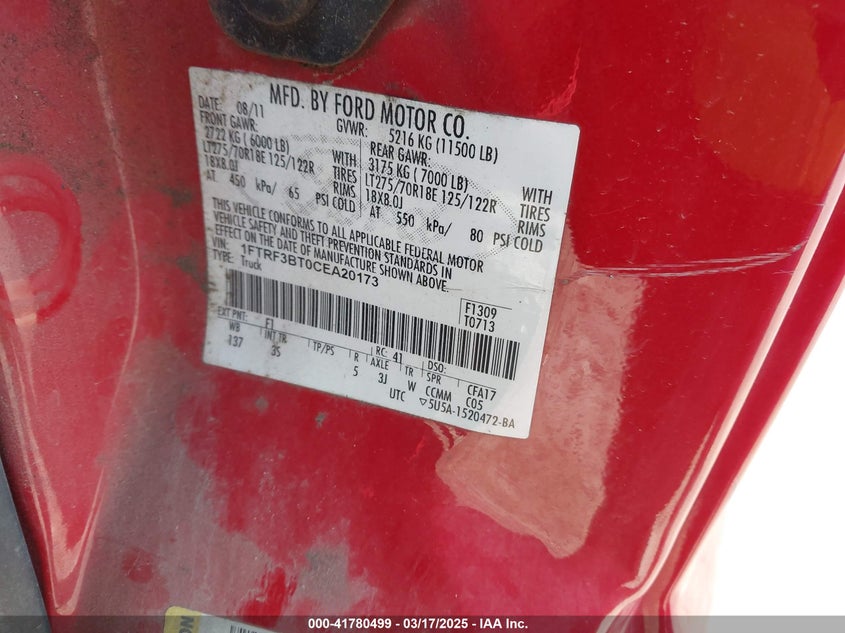 MFD. BY FORD MOTOR CO.
DATE: 08/11 GVWR: 5216 KG (11500 LB)
FRONT GAWR: REAR GAWR:
2722 KG (6000 LB) WITH 3175 KG (7000 LB) WITH
LT275/70R18E 125/122R TIRES LT275/70R18E 125/122R TIRES
18X8.0J RIMS 18X8.0J RIMS
AT 450 kPa/ 65 PSI COLD AT 550 kPa/ 80 PSI COLD
THIS VEHICLE CONFORMS TO ALL APPLICABLE FEDERAL MOTOR
VEHICLE SAFETY AND THEFT PREVENTION STANDARDS IN
EFFECT ON THE DATE OF MANUFACTURE SHOWN ABOVE.
VIN: 1FTRF3BT0CEA20173
TYPE: Truck
F1309
T0713
EXT PNT: F1 RC: 41 DSO:
WB INT TR TP/PS R AXLE TR SPR CFA17
137 3S 5 3J W CCMM C05
UTC ▽5U5A-1520472-BA
000-41780499 — 03/17/2025 — IAA Inc.